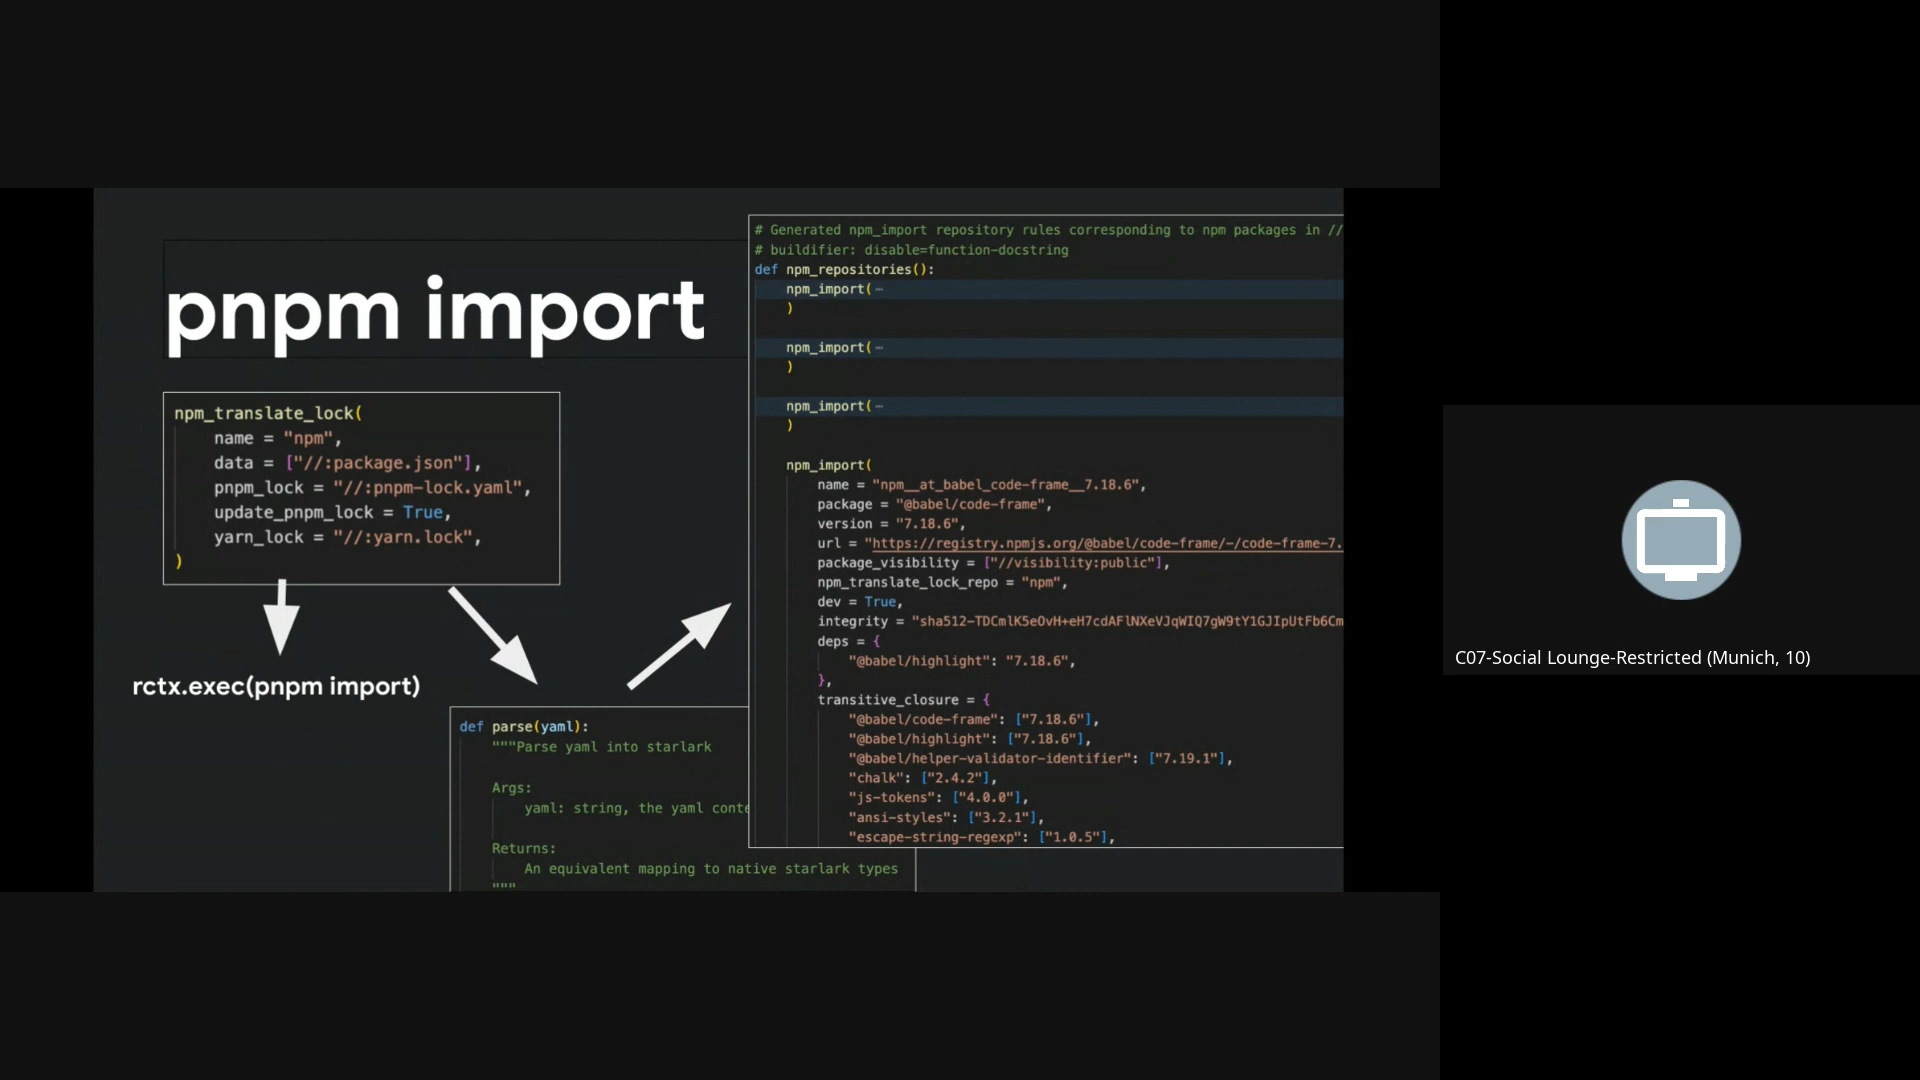 pnpm import
npm_translate_lock(
name = "npm",
data = ["//:package.json"],
pnpm_lock = "//:pnpm-lock.yaml",
update_pnpm_lock = True,
yarn_lock = "//:yarn.lock",
)
rctx.exec(pnpm import)
def parse(yaml):
"""Parse yaml into starlark
Args:
yaml: string, the yaml conte
Returns:
An equivalent mapping to native starlark types
"""
# Generated npm_import repository rules corresponding to npm packages in //
# buildifier: disable=function-docstring
def npm_repositories():
npm_import( ⋯
)
npm_import( ⋯
)
npm_import( ⋯
)
npm_import(
name = "npm__at_babel_code-frame__7.18.6",
package = "@babel/code-frame",
version = "7.18.6",
url = "https://registry.npmjs.org/@babel/code-frame/-/code-frame-7.
package_visibility = ["//visibility:public"],
npm_translate_lock_repo = "npm",
dev = True,
integrity = "sha512-TDCmlK5eOvH+eH7cdAFlNXeVJqWIQ7gW9tY1GJIpUtFb6Cm
deps = {
"@babel/highlight": "7.18.6",
},
transitive_closure = {
"@babel/code-frame": ["7.18.6"],
"@babel/highlight": ["7.18.6"],
"@babel/helper-validator-identifier": ["7.19.1"],
"chalk": ["2.4.2"],
"js-tokens": ["4.0.0"],
"ansi-styles": ["3.2.1"],
"escape-string-regexp": ["1.0.5"],
C07-Social Lounge-Restricted (Munich, 10)